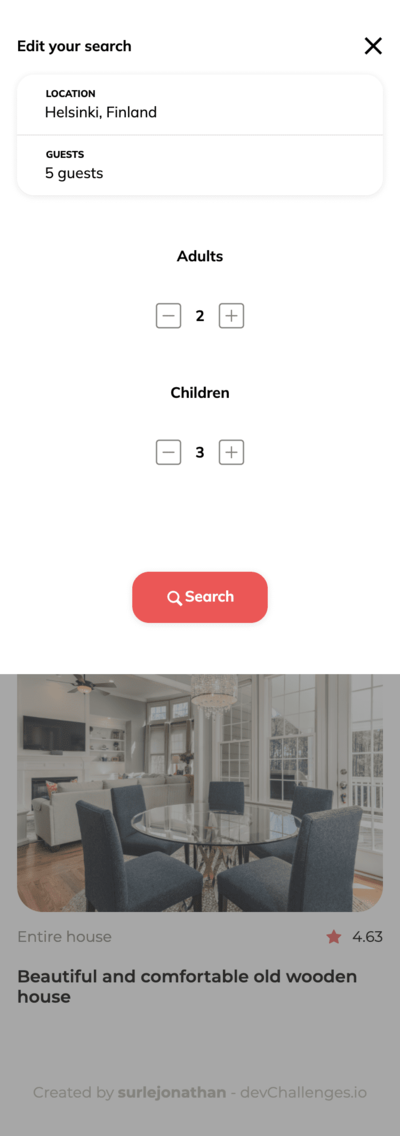 Edit your search
LOCATION
Helsinki, Finland
GUESTS
5 guests
Adults
2
Children
3
Search
Entire house
4.63
Beautiful and comfortable old wooden
house
Created by surlejonathan - devChallenges.io